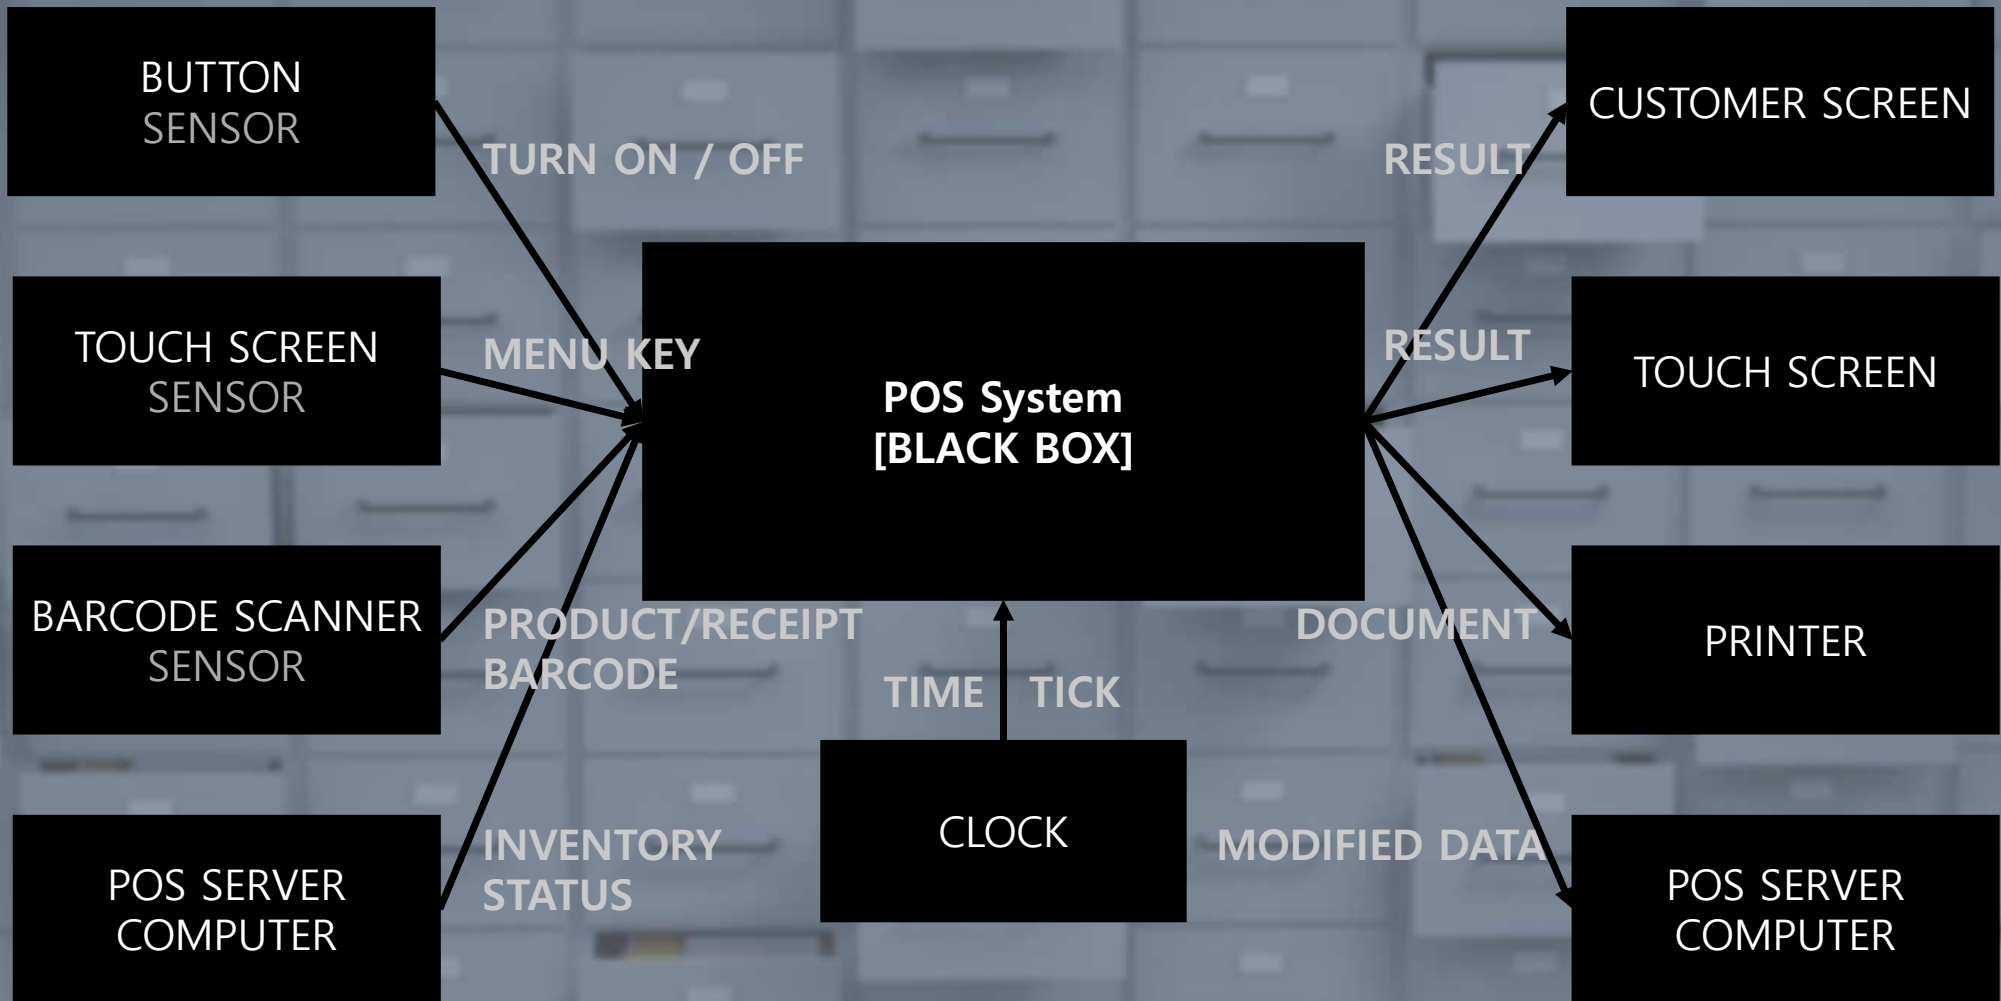 BUTTON
SENSOR
TURN ON / OFF
RESULT
CUSTOMER SCREEN
TOUCH SCREEN
SENSOR
MENU KEY
POS System
[BLACK BOX]
RESULT
TOUCH SCREEN
BARCODE SCANNER
SENSOR
PRODUCT/RECEIPT
BARCODE
TIME TICK
DOCUMENT
PRINTER
POS SERVER
COMPUTER
INVENTORY
STATUS
CLOCK
MODIFIED DATA
POS SERVER
COMPUTER